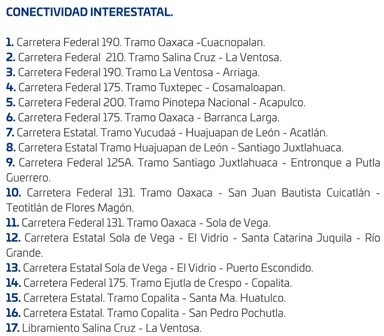 CONECTIVIDAD INTERESTATAL.
1. Carretera Federal 190. Tramo Oaxaca -Cuacnopalan.
2. Carretera Federal 210. Tramo Salina Cruz - La Ventosa.
3. Carretera Federal 190. Tramo La Ventosa - Arriaga.
4. Carretera Federal 175. Tramo Tuxtepec - Cosamaloapan.
5. Carretera Federal 200. Tramo Pinotepa Nacional - Acapulco.
6. Carretera Federal 175. Tramo Oaxaca - Barranca Larga.
7. Carretera Estatal. Tramo Yucudaá - Huajuapan de León - Acatlán.
8. Carretera Estatal Tramo Huajuapan de León - Santiago Juxtlahuaca.
9. Carretera Federal 125A. Tramo Santiago Juxtlahuaca - Entronque a Putla
Guerrero.
10. Carretera Federal 131. Tramo Oaxaca - San Juan Bautista Cuicatlán -
Teotitlán de Flores Magón.
11. Carretera Federal 131. Tramo Oaxaca - Sola de Vega.
12. Carretera Estatal Sola de Vega - El Vidrio - Santa Catarina Juquila - Río
Grande.
13. Carretera Estatal Sola de Vega - El Vidrio - Puerto Escondido.
14. Carretera Federal 175. Tramo Ejutla de Crespo - Copalita.
15. Carretera Estatal. Tramo Copalita - Santa Ma. Huatulco.
16. Carretera Estatal. Tramo Copalita - San Pedro Pochutla.
17. Libramiento Salina Cruz - La Ventosa.